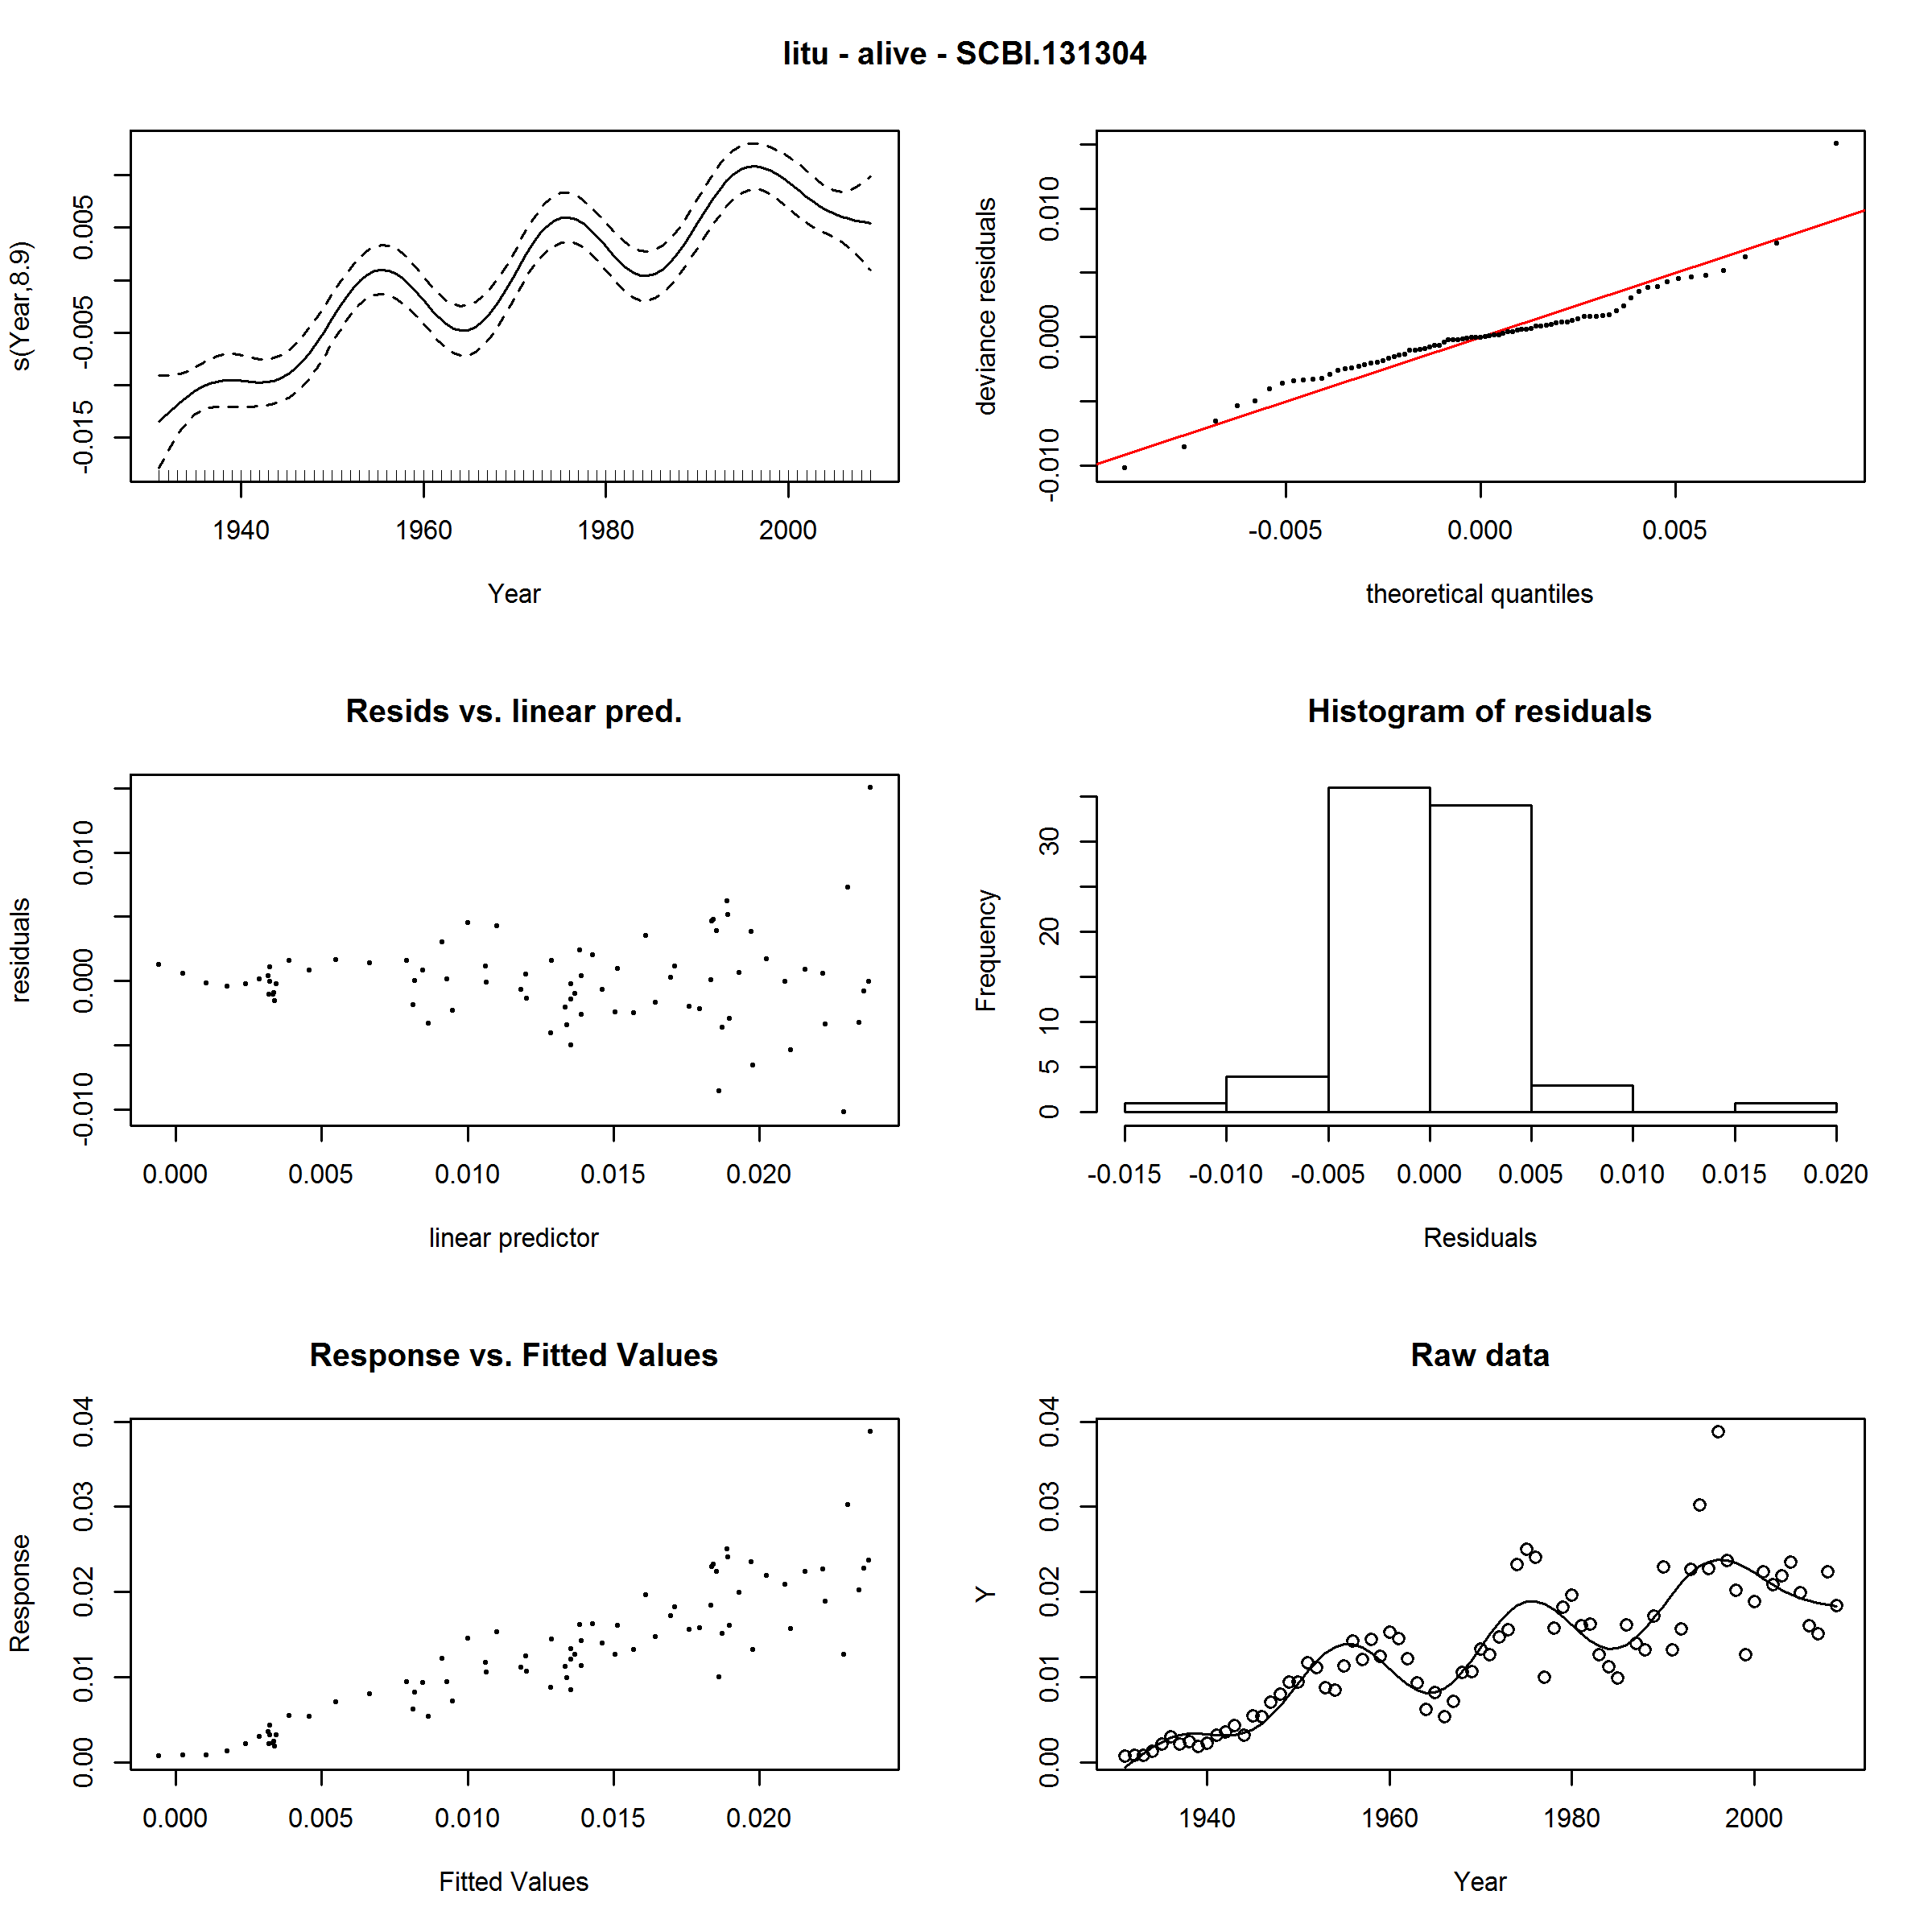 litu - alive - SCBI.131304
s(Year,8.9)
-0.015 -0.005 0.005
1940 1960 1980 2000
Year
deviance residuals
-0.010 0.000 0.010
-0.005 0.000 0.005
theoretical quantiles
Resids vs. linear pred.
residuals
-0.010 0.000 0.010
0.000 0.005 0.010 0.015 0.020
linear predictor
Histogram of residuals
Frequency
0 5 10 20 30
-0.015 -0.010 -0.005 0.000 0.005 0.010 0.015 0.020
Residuals
Response vs. Fitted Values
Response
0.00 0.01 0.02 0.03 0.04
0.000 0.005 0.010 0.015 0.020
Fitted Values
Raw data
Y
0.00 0.01 0.02 0.03 0.04
1940 1960 1980 2000
Year